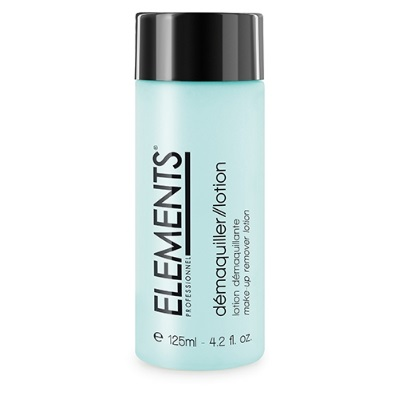 ELEMENTS®
PROFESSIONNEL
démaquiller//lotion
lotion démaquillante
make up remover lotion
℮ 125ml - 4.2 fl. oz.